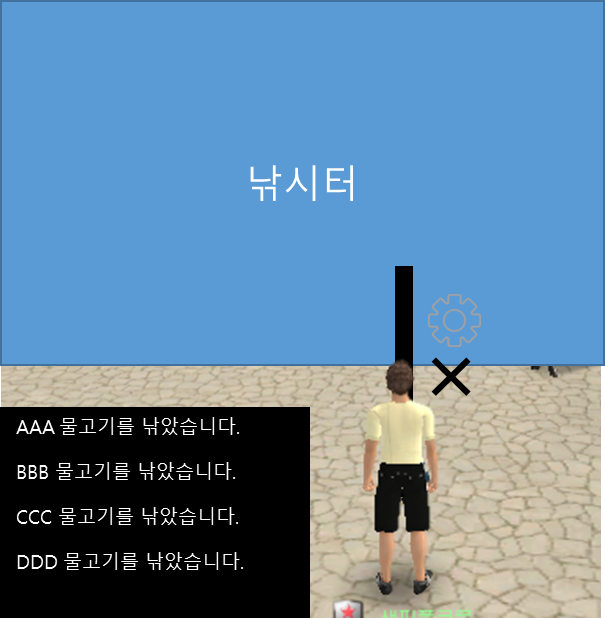 낚시터
AAA 물고기를 낚았습니다.
BBB 물고기를 낚았습니다.
CCC 물고기를 낚았습니다.
DDD 물고기를 낚았습니다.